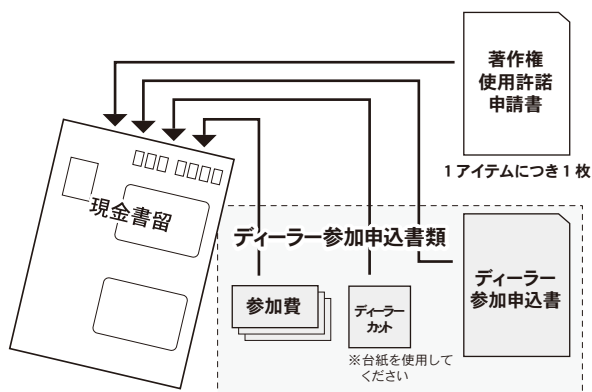 著作権
使用許諾
申請書
1アイテムにつき1枚
現金書留
ディーラー参加申込書類
参加費
ディーラー
カット
※台紙を使用して
ください
ディーラー
参加申込書